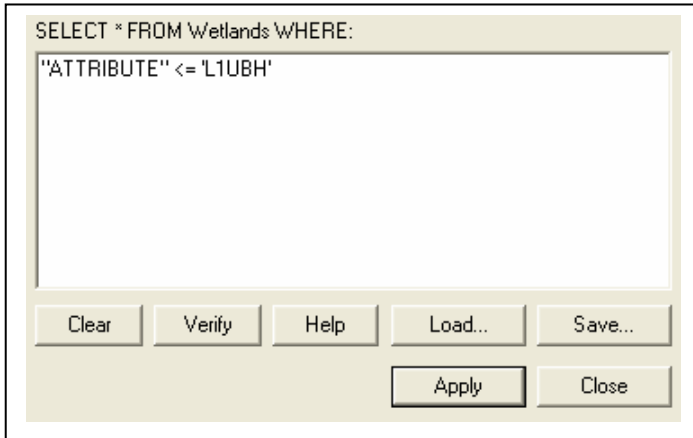 SELECT * FROM Wetlands WHERE:
"ATTRIBUTE" <= 'L1UBH'
Clear Verify Help Load... Save...
Apply Close